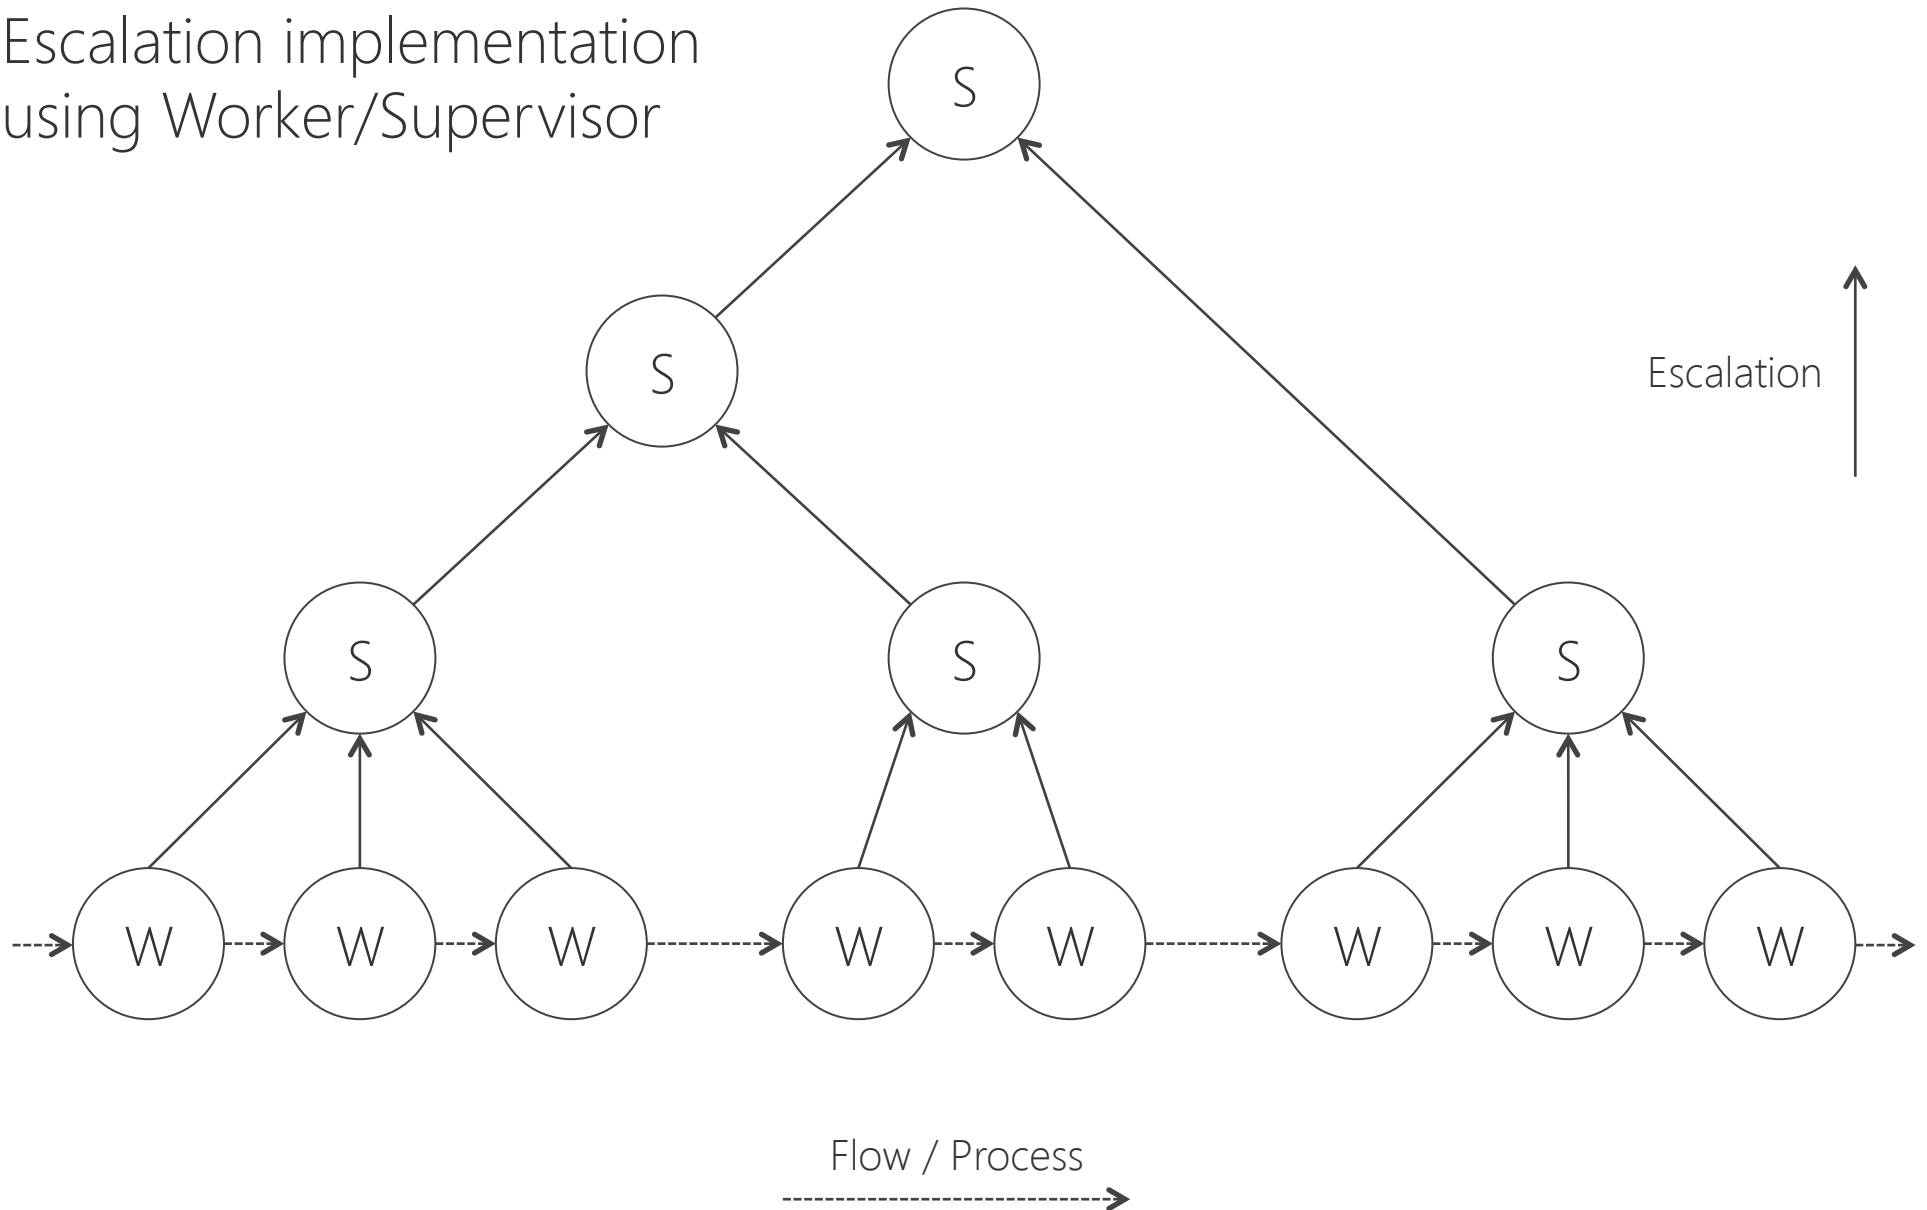 Escalation implementation
using Worker/Supervisor
S
S
Escalation
S S S
W W W W W W W W
Flow / Process